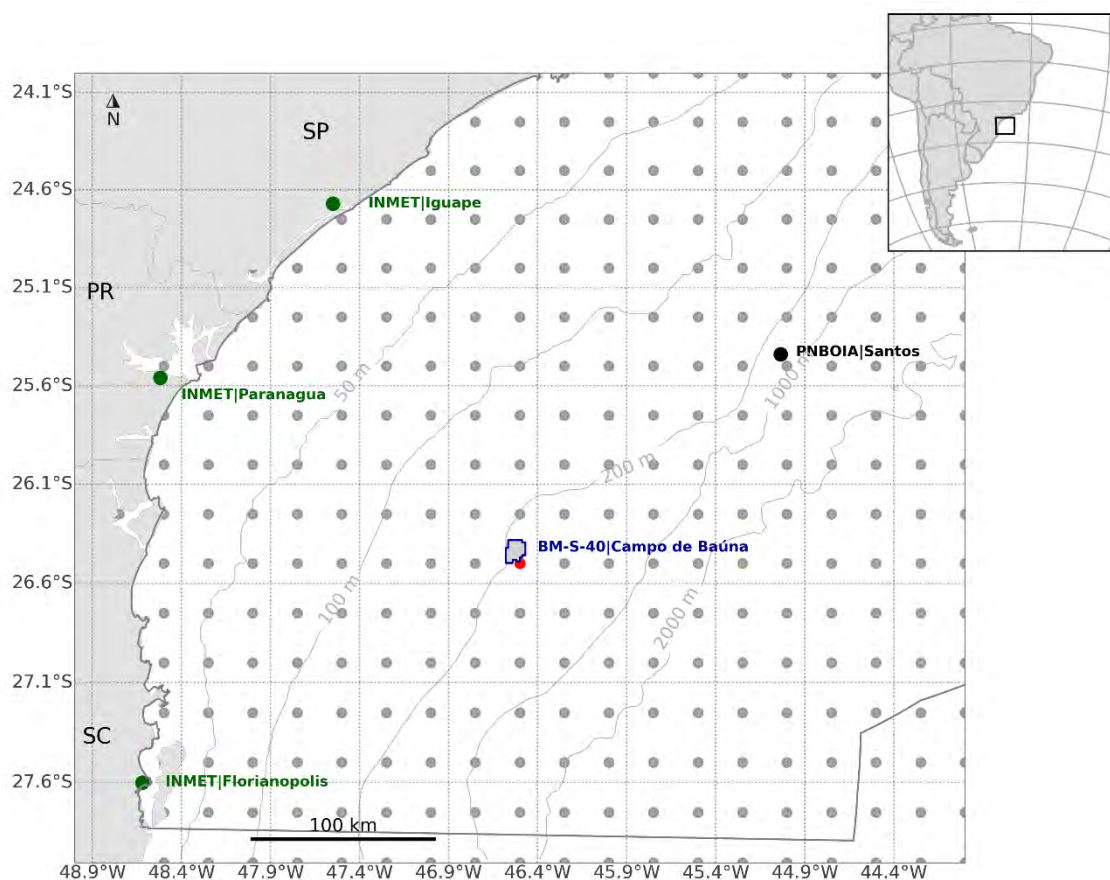 24.1°S
N
SP
24.6°S
INMET|Iguape
25.1°S
PR
PNBOIA|Santos
25.6°S
INMET|Paranagua
50 m
1000 m
26.1°S
200 m
BM-S-40|Campo de Baúna
26.6°S
100 m
2000 m
27.1°S
SC
27.6°S
INMET|Florianopolis
100 km
48.9°W 48.4°W 47.9°W 47.4°W 46.9°W 46.4°W 45.9°W 45.4°W 44.9°W 44.4°W